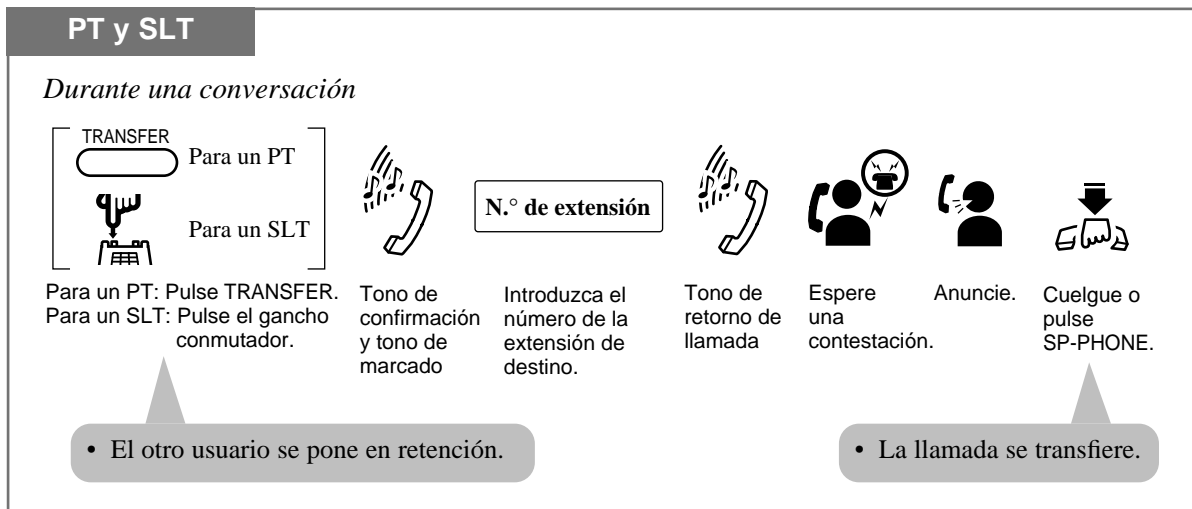 PT y SLT
Durante una conversación
TRANSFER
Para un PT
Para un SLT
N.° de extensión
Para un PT: Pulse TRANSFER.
Para un SLT: Pulse el gancho
conmutador.
Tono de
confirmación
y tono de
marcado
Introduzca el
número de la
extensión de
destino.
Tono de
retorno de
llamada
Espere
una
contestación.
Anuncie.
Cuelgue o
pulse
SP-PHONE.
• El otro usuario se pone en retención.
• La llamada se transfiere.